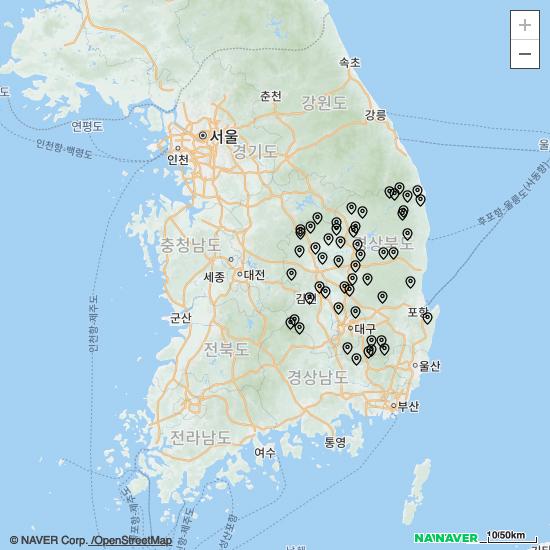 +
−
속초
춘천
강원도
도
연평도
강릉
서울
인천항-백령도
인천
경기도
울
후포항-울릉도(사동항)
충청남도
경상북도
세종
대전
인천항-제주도
김천
군산
포항
대구
전라북도
경상남도
울산
부산
전라남도
여수
통영
© NAVER Corp. /OpenStreetMap
NAVER
10/50km